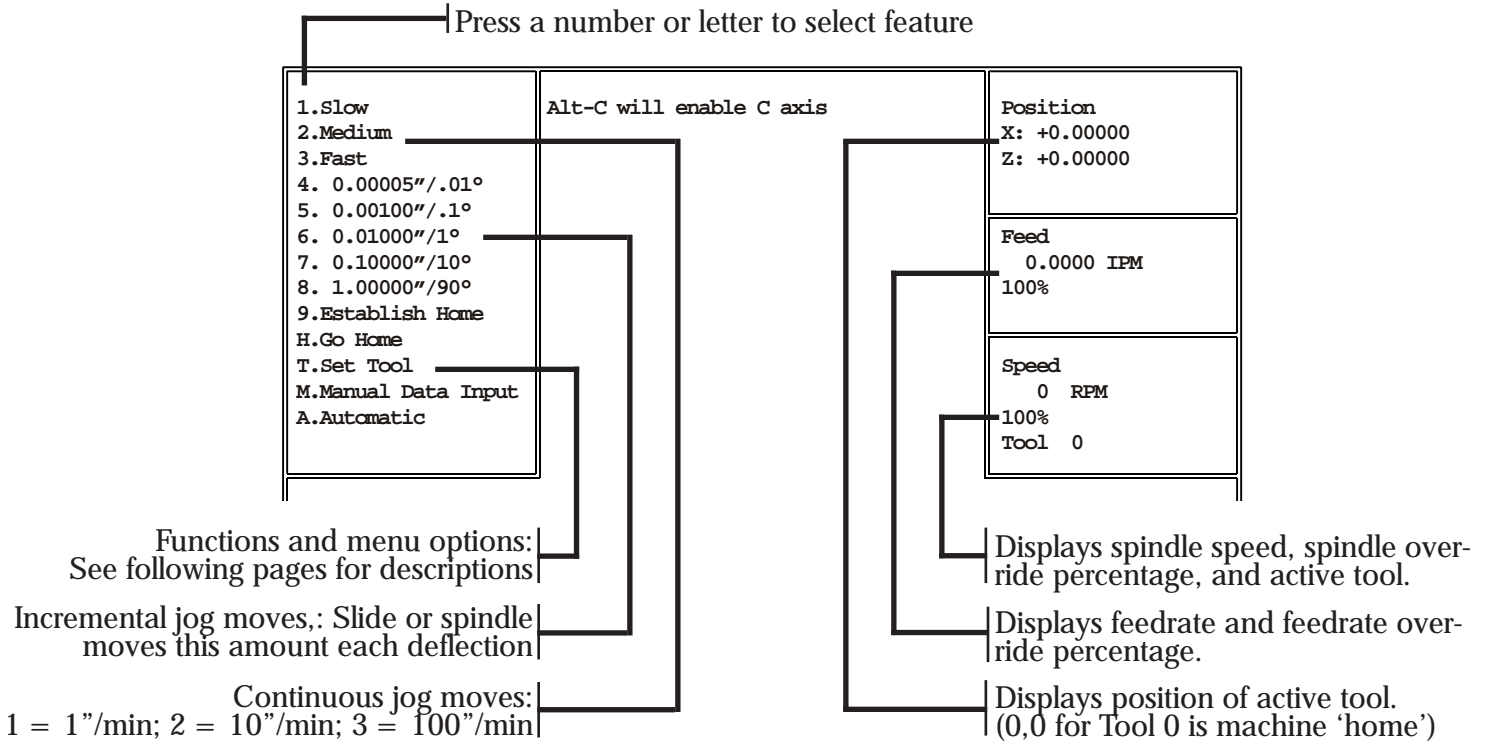 Press a number or letter to select feature
1.Slow
2.Medium
3.Fast
4. 0.00005"/.01°
5. 0.00100"/.1°
6. 0.01000"/1°
7. 0.10000"/10°
8. 1.00000"/90°
9.Establish Home
H.Go Home
T.Set Tool
M.Manual Data Input
A.Automatic
Alt-C will enable C axis
Position
X: +0.00000
Z: +0.00000
Feed
0.0000 IPM
100%
Speed
0 RPM
100%
Tool 0
Functions and menu options:
See following pages for descriptions
Incremental jog moves,: Slide or spindle
moves this amount each deflection
Continuous jog moves:
1 = 1”/min; 2 = 10”/min; 3 = 100”/min
Displays spindle speed, spindle over-
ride percentage, and active tool.
Displays feedrate and feedrate over-
ride percentage.
Displays position of active tool.
(0,0 for Tool 0 is machine ‘home’)